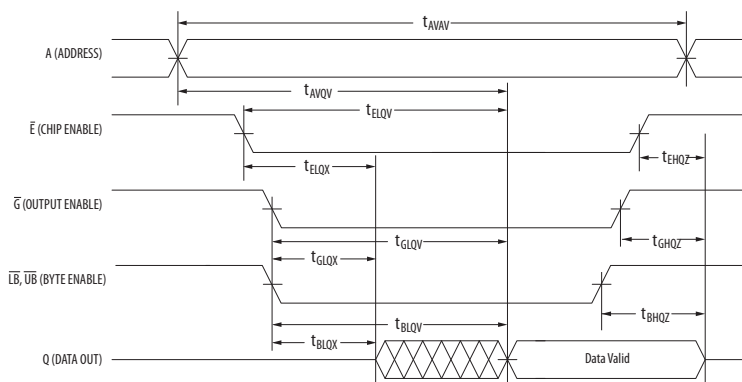 tAVAV
A (ADDRESS)
tAVQV
tELQV
E̅ (CHIP ENABLE)
tELQX
tEHQZ
G̅ (OUTPUT ENABLE)
tGLQV
tGHQZ
tGLQX
L̅B̅, U̅B̅ (BYTE ENABLE)
tBHQZ
tBLQV
tBLQX
Q (DATA OUT)
Data Valid